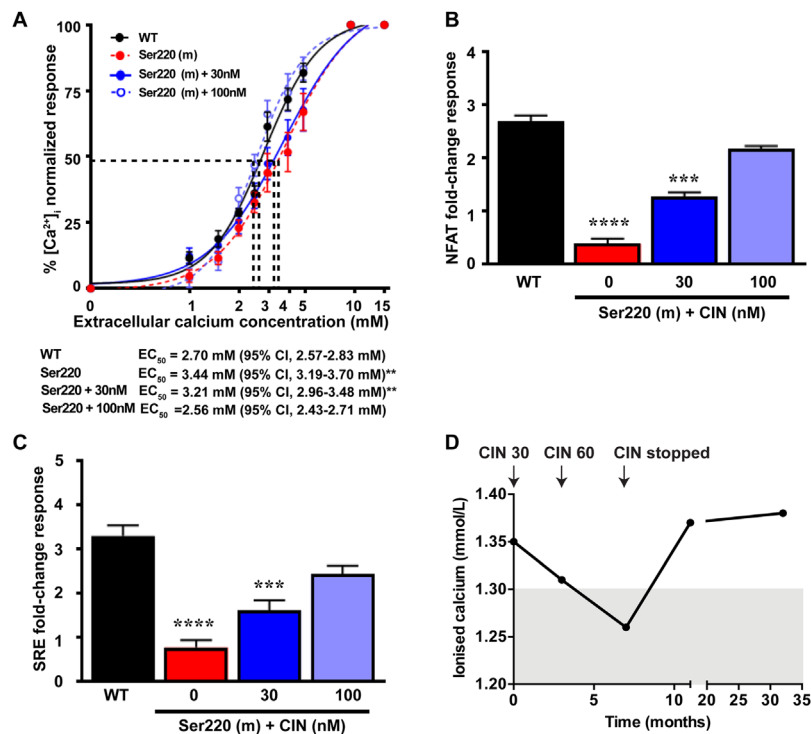 A
% [Ca²⁺]ᵢ, normalized response
100
75
50
25
0
WT
Ser220 (m)
Ser220 (m) + 30nM
Ser220 (m) + 100nM
0 1 2 3 4 5 10 15
Extracellular calcium concentration (mM)
WT EC₅₀ = 2.70 mM (95% CI, 2.57-2.83 mM)
Ser220 EC₅₀ = 3.44 mM (95% CI, 3.19-3.70 mM)**
Ser220 + 30nM EC₅₀ = 3.21 mM (95% CI, 2.96-3.48 mM)**
Ser220 + 100nM EC₅₀ =2.56 mM (95% CI, 2.43-2.71 mM)
B
NFAT fold-change response
4
3
2
1
0
****
***
WT 0 30 100
Ser220 (m) + CIN (nM)
C
SRE fold-change response
5
4
3
2
1
0
****
***
WT 0 30 100
Ser220 (m) + CIN (nM)
D
CIN 30 CIN 60 CIN stopped
Ionised calcium (mmol/L)
1.40
1.35
1.30
1.25
1.20
0 5 10 20 25 30 35
Time (months)